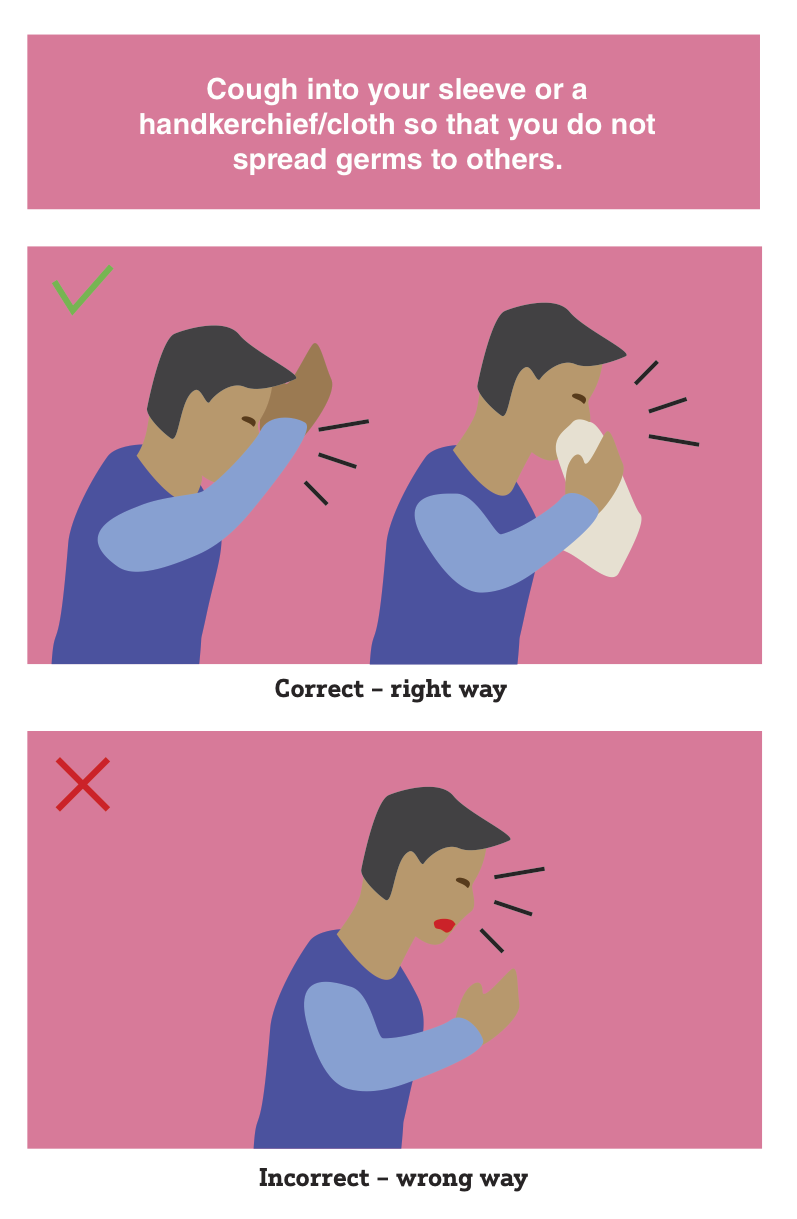 Cough into your sleeve or a
handkerchief/cloth so that you do not
spread germs to others.
Correct – right way
Incorrect – wrong way